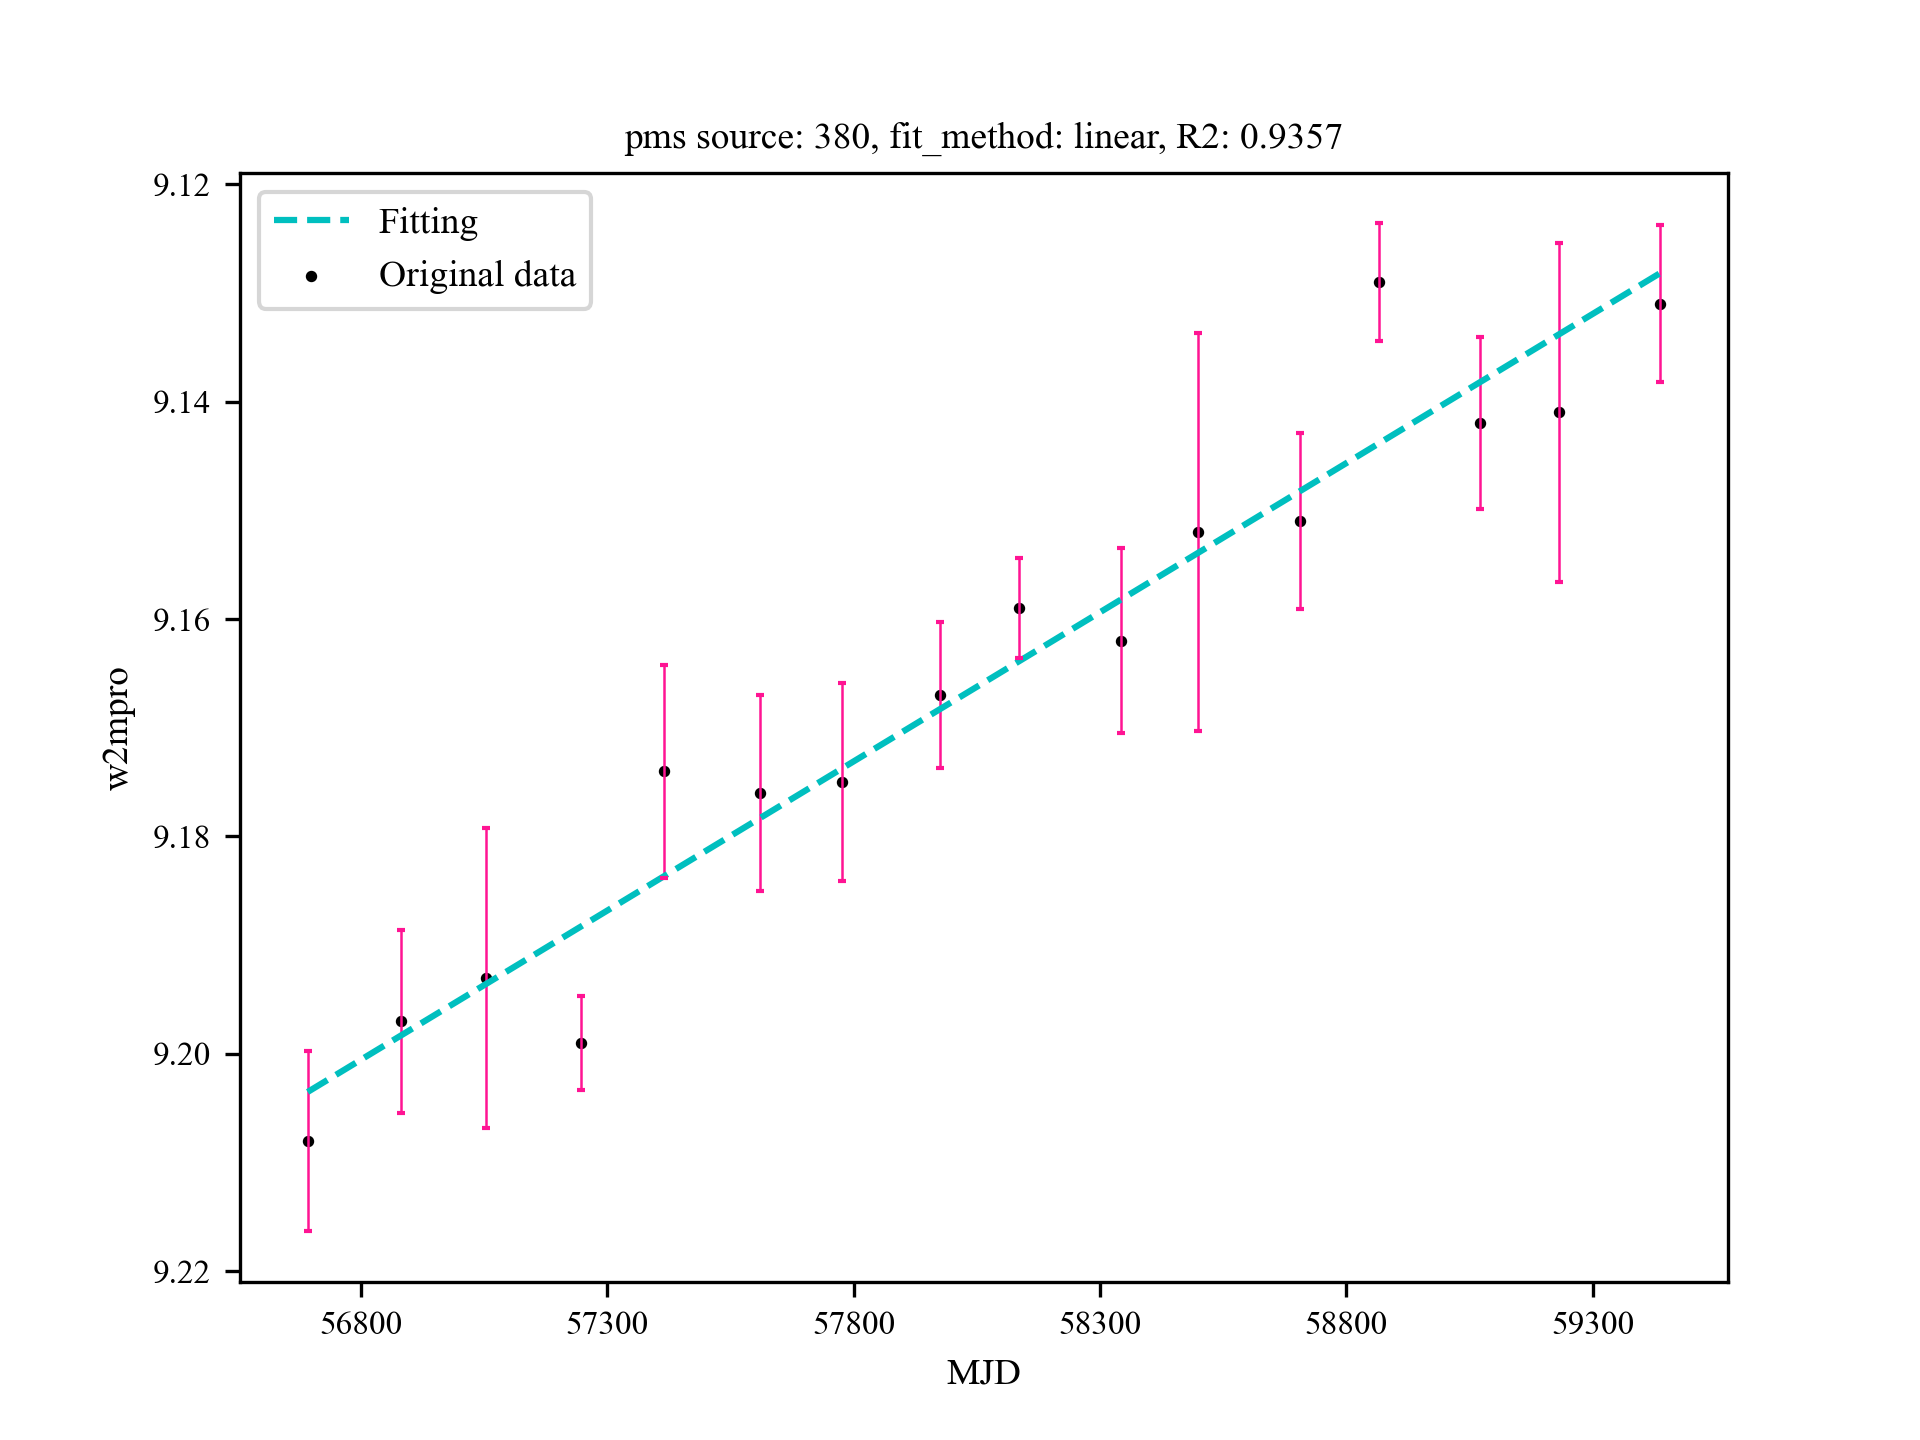 pms source: 380, fit_method: linear, R2: 0.9357
9.12
9.14
9.16
9.18
9.20
9.22
w2mpro
Fitting
Original data
56800
57300
57800
58300
58800
59300
MJD